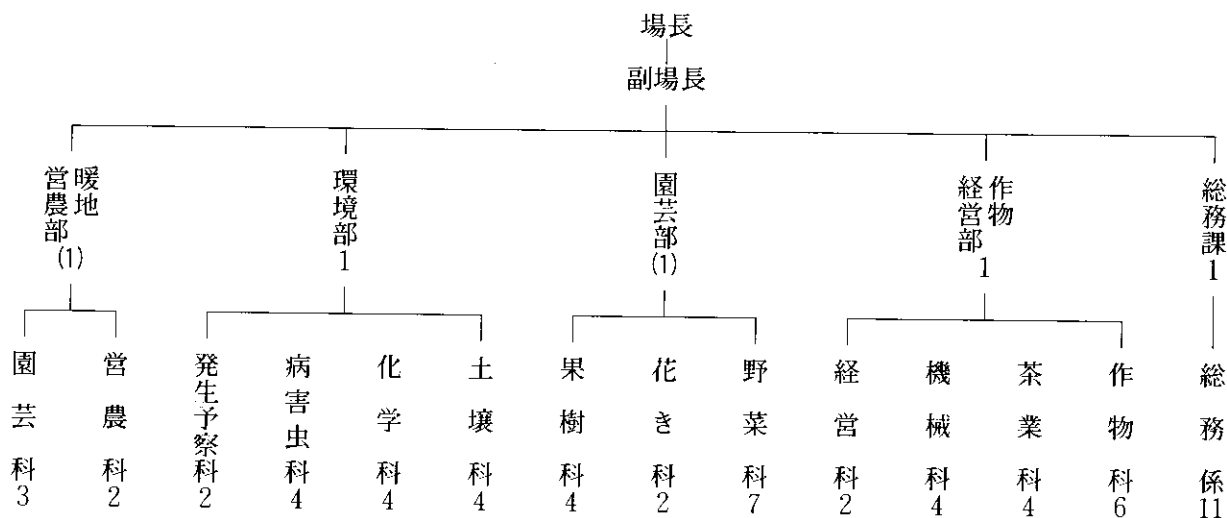 場長
副場長
総務課1
作物
経営部1
園芸部(1)
環境部1
暖地
営農部(1)
総務係11
作物科6
茶業科4
機械科4
経営科2
野菜科7
花き科2
果樹科4
土壌科4
化学科4
病害虫科4
発生予察科2
営農科2
園芸科3